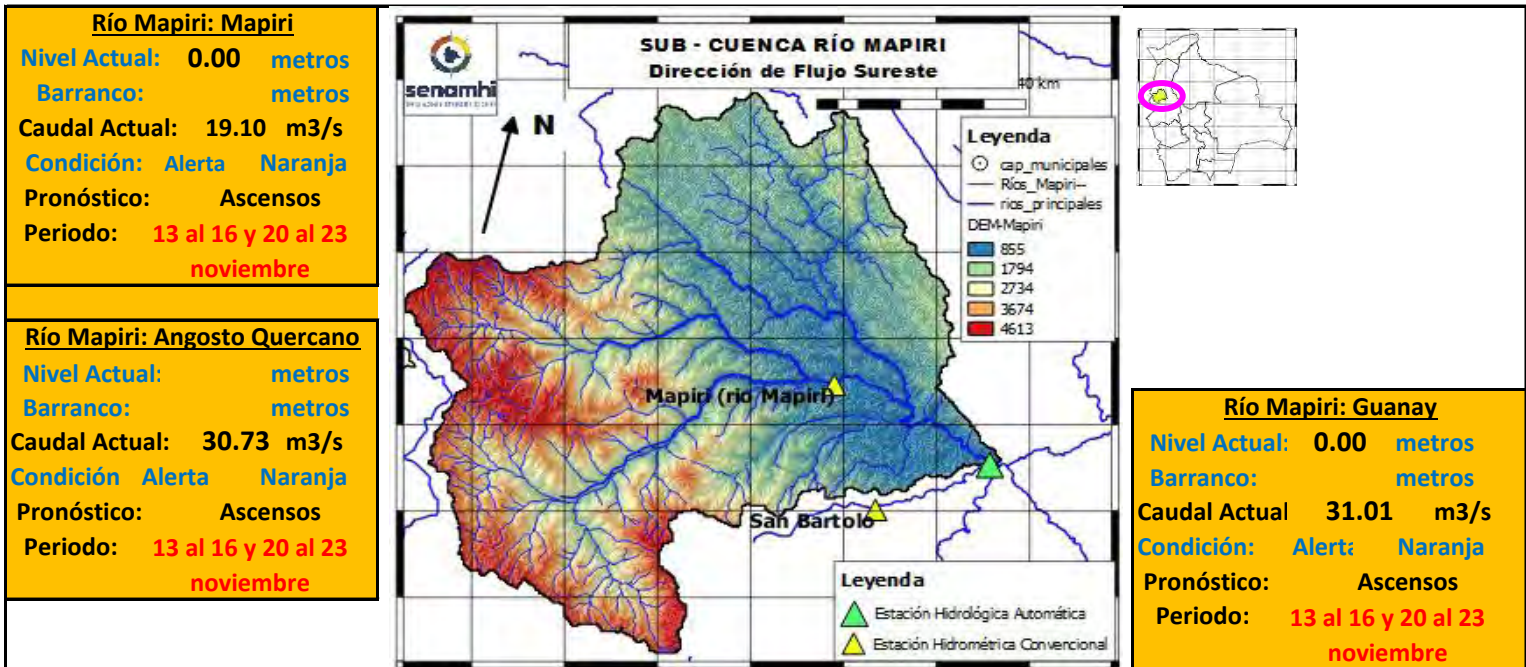 Río Mapiri: Mapiri
Nivel Actual: 0.00 metros
Barranco: metros
Caudal Actual: 19.10 m3/s
Condición: Alerta Naranja
Pronóstico: Ascensos
Periodo: 13 al 16 y 20 al 23
noviembre
Río Mapiri: Angosto Quercano
Nivel Actual: metros
Barranco: metros
Caudal Actual: 30.73 m3/s
Condición Alerta Naranja
Pronóstico: Ascensos
Periodo: 13 al 16 y 20 al 23
noviembre
senamhi
SUB - CUENCA RÍO MAPIRI
Dirección de Flujo Sureste
40 km
N
Leyenda
cap_municipales
Ríos_Mapiri--
rios_principales
DEM-Mapiri
855
1794
2734
3674
4613
Mapiri (rio Mapiri)
San Bartolo
Leyenda
Estación Hidrológica Automática
Estación Hidrométrica Convencional
Río Mapiri: Guanay
Nivel Actual: 0.00 metros
Barranco: metros
Caudal Actual 31.01 m3/s
Condición: Alerta Naranja
Pronóstico: Ascensos
Periodo: 13 al 16 y 20 al 23
noviembre